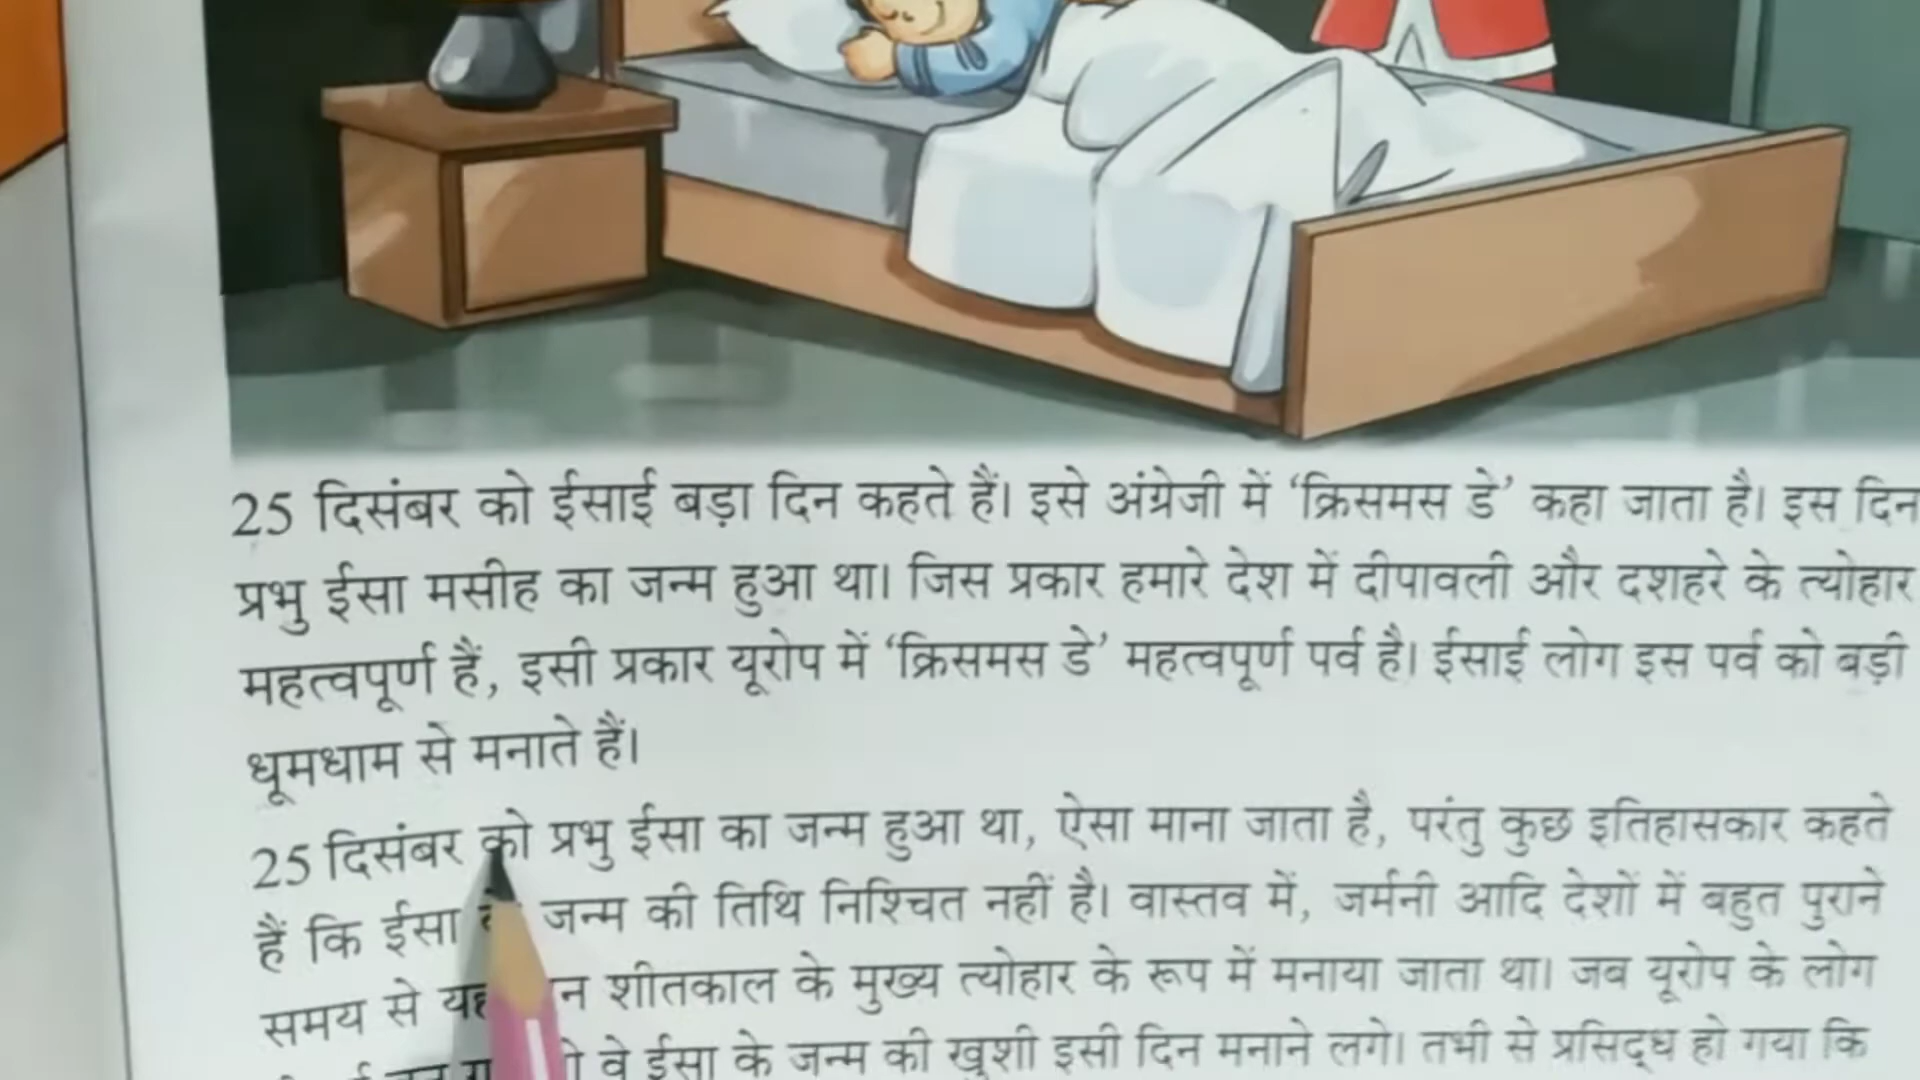 25 दिसंबर को ईसाई बड़ा दिन कहते हैं। इसे अंग्रेजी में ‘क्रिसमस डे’ कहा जाता है। इस दिन
प्रभु ईसा मसीह का जन्म हुआ था। जिस प्रकार हमारे देश में दीपावली और दशहरे के त्योहार
महत्वपूर्ण हैं, इसी प्रकार यूरोप में ‘क्रिसमस डे’ महत्वपूर्ण पर्व है। ईसाई लोग इस पर्व को बड़ी
धूमधाम से मनाते हैं।
25 दिसंबर को प्रभु ईसा का जन्म हुआ था, ऐसा माना जाता है, परंतु कुछ इतिहासकार कहते
हैं कि ईसा जन्म की तिथि निश्चित नहीं है। वास्तव में, जर्मनी आदि देशों में बहुत पुराने
समय से शीतकाल के मुख्य त्योहार के रूप में मनाया जाता था। जब यूरोप के लोग
वे ईसा के जन्म की खुशी इसी दिन मनाने लगे। तभी से प्रसिद्ध हो गया कि